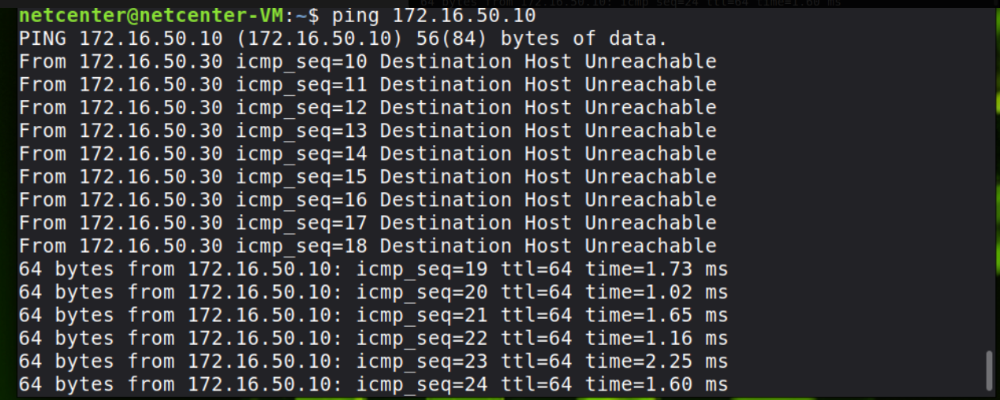 netcenter@netcenter-VM:~$ ping 172.16.50.10
PING 172.16.50.10 (172.16.50.10) 56(84) bytes of data.
From 172.16.50.30 icmp_seq=10 Destination Host Unreachable
From 172.16.50.30 icmp_seq=11 Destination Host Unreachable
From 172.16.50.30 icmp_seq=12 Destination Host Unreachable
From 172.16.50.30 icmp_seq=13 Destination Host Unreachable
From 172.16.50.30 icmp_seq=14 Destination Host Unreachable
From 172.16.50.30 icmp_seq=15 Destination Host Unreachable
From 172.16.50.30 icmp_seq=16 Destination Host Unreachable
From 172.16.50.30 icmp_seq=17 Destination Host Unreachable
From 172.16.50.30 icmp_seq=18 Destination Host Unreachable
64 bytes from 172.16.50.10: icmp_seq=19 ttl=64 time=1.73 ms
64 bytes from 172.16.50.10: icmp_seq=20 ttl=64 time=1.02 ms
64 bytes from 172.16.50.10: icmp_seq=21 ttl=64 time=1.65 ms
64 bytes from 172.16.50.10: icmp_seq=22 ttl=64 time=1.16 ms
64 bytes from 172.16.50.10: icmp_seq=23 ttl=64 time=2.25 ms
64 bytes from 172.16.50.10: icmp_seq=24 ttl=64 time=1.60 ms